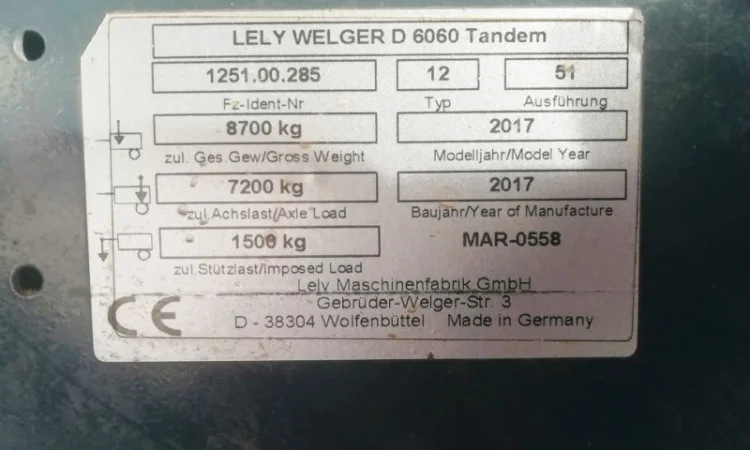 LELY WELGER D 6060 Tandem
1251.00.285 12 51
Fz-Ident-Nr Typ Ausführung
8700 kg 2017
zul. Ges.Gew/Gross Weight Modelljahr/Model Year
7200 kg 2017
zul.Achslast/Axle Load Baujahr/Year of Manufacture
1500 kg MAR-0558
zul.Stützlast/Imposed Load
Lely Maschinenfabrik GmbH
Gebrüder-Welger-Str. 3
CE D - 38304 Wolfenbüttel Made in Germany